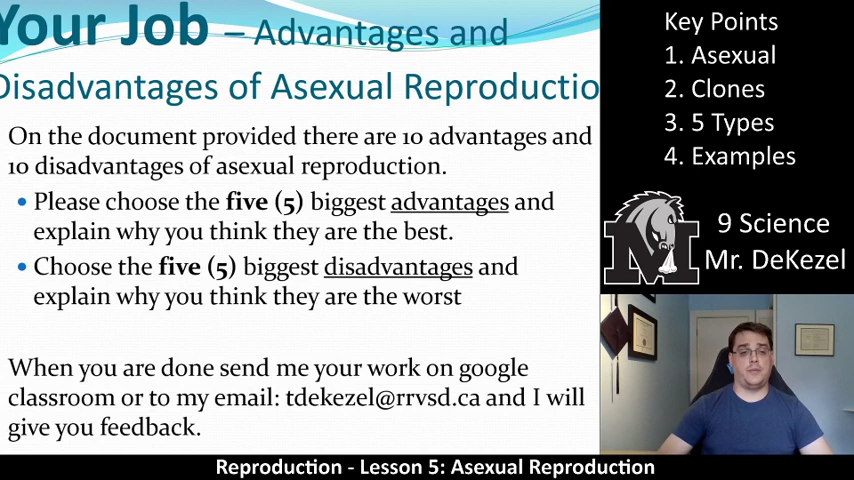 Your Job – Advantages and
Disadvantages of Asexual Reproductio
On the document provided there are 10 advantages and
10 disadvantages of asexual reproduction.
• Please choose the five (5) biggest advantages and
explain why you think they are the best.
• Choose the five (5) biggest disadvantages and
explain why you think they are the worst
When you are done send me your work on google
classroom or to my email: tdekezel@rrvsd.ca and I will
give you feedback.
Key Points
1. Asexual
2. Clones
3. 5 Types
4. Examples
M
9 Science
Mr. DeKezel
Reproduction - Lesson 5: Asexual Reproduction